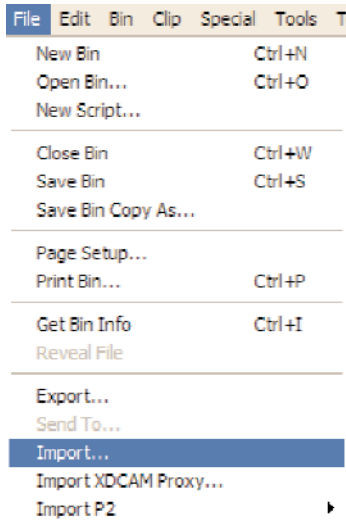 File Edit Bin Clip Special Tools T
New Bin Ctrl+N
Open Bin... Ctrl+O
New Script...
Close Bin Ctrl+W
Save Bin Ctrl+S
Save Bin Copy As...
Page Setup...
Print Bin... Ctrl+P
Get Bin Info Ctrl+I
Reveal File
Export...
Send To...
Import...
Import XDCAM Proxy...
Import P2